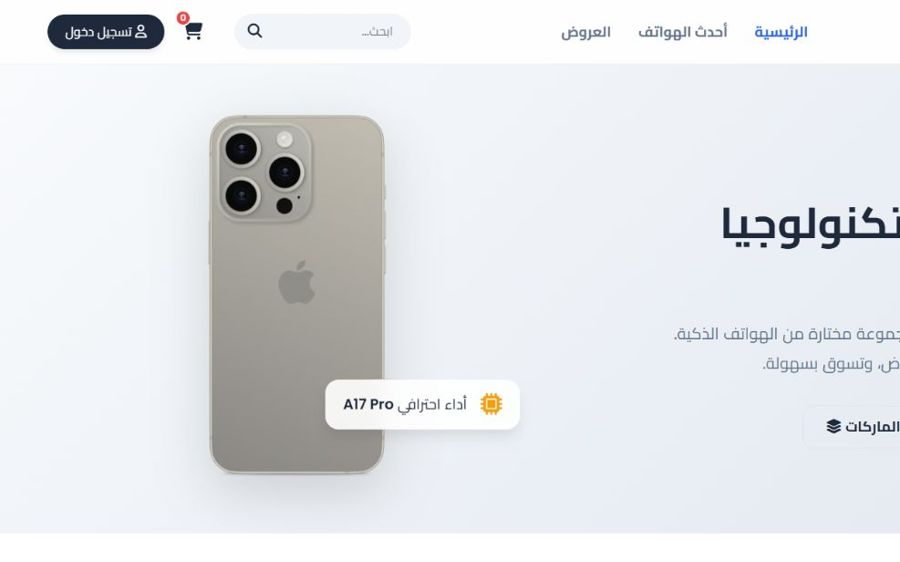 الرئيسية
أحدث الهواتف
العروض
ابحث...
0
تسجيل دخول
تكنولوجيا
مختارة من الهواتف الذكية.
وتسوق بسهولة.
الماركات
أداء احترافي A17 Pro